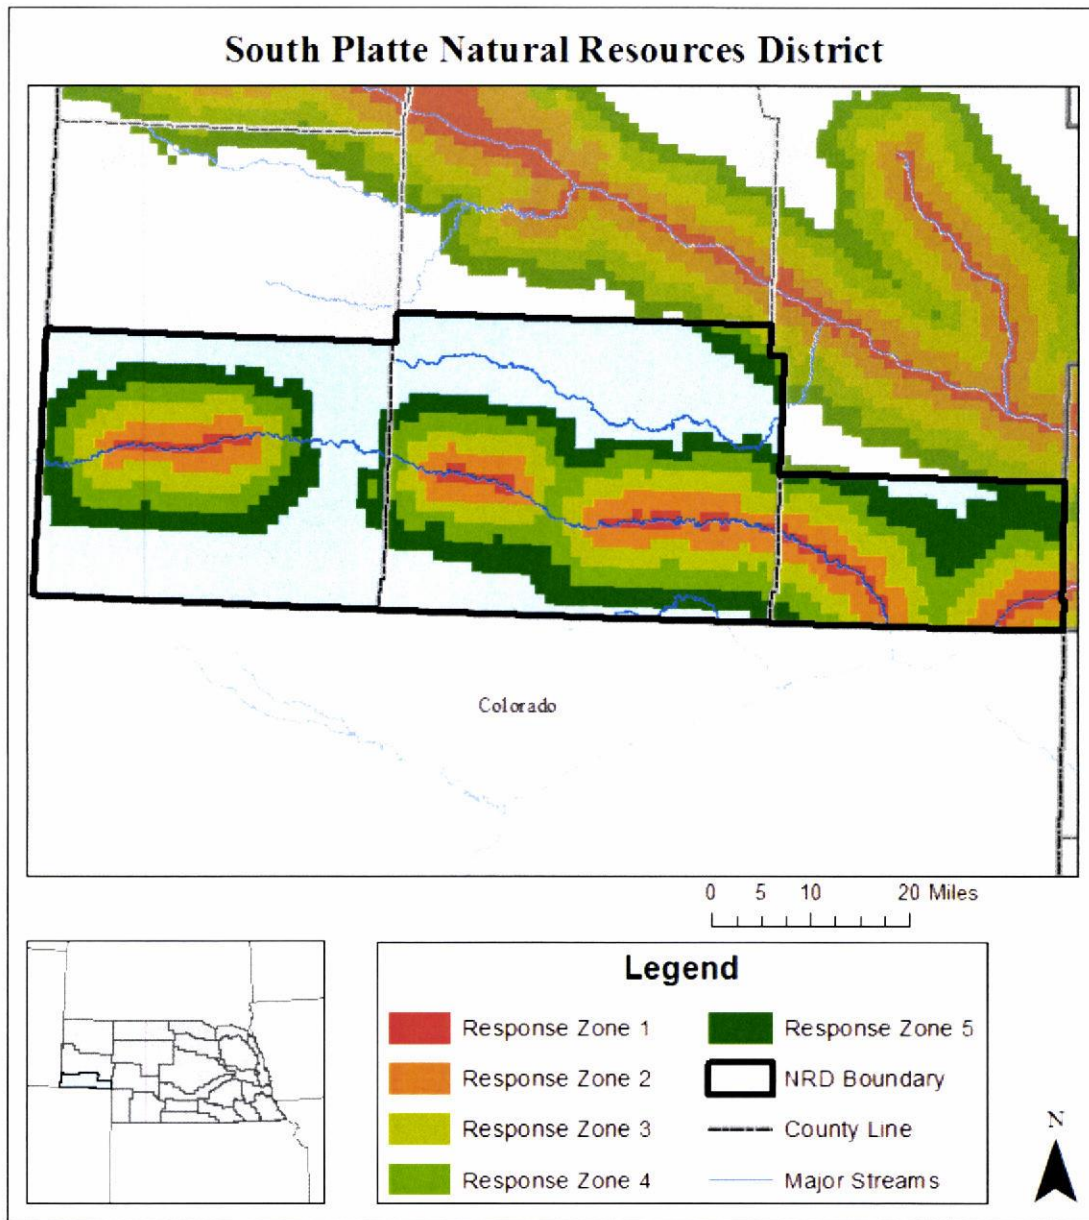 South Platte Natural Resources District
Colorado
0 5 10 20 Miles
Legend
Response Zone 1
Response Zone 2
Response Zone 3
Response Zone 4
Response Zone 5
NRD Boundary
County Line
Major Streams
N